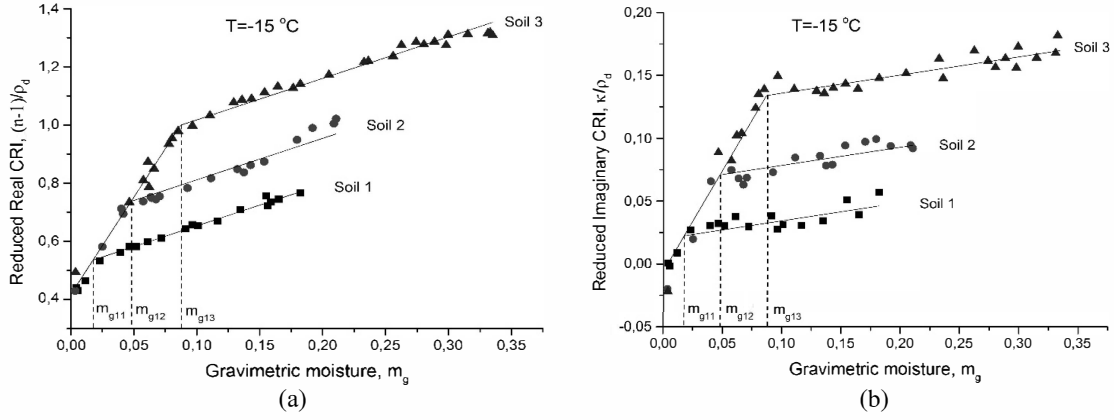 T=-15 °C
Reduced Real CRI, (n-1)/ρd
1,4
1,2
1,0
0,8
0,6
0,4
Soil 3
Soil 2
Soil 1
mg11
mg12
mg13
0,00 0,05 0,10 0,15 0,20 0,25 0,30 0,35
Gravimetric moisture, mg
(a)
T=-15 °C
Reduced Imaginary CRI, κ/ρd
0,20
0,15
0,10
0,05
0,00
-0,05
Soil 3
Soil 2
Soil 1
mg11
mg12
mg13
0,00 0,05 0,10 0,15 0,20 0,25 0,30 0,35
Gravimetric moisture, mg
(b)